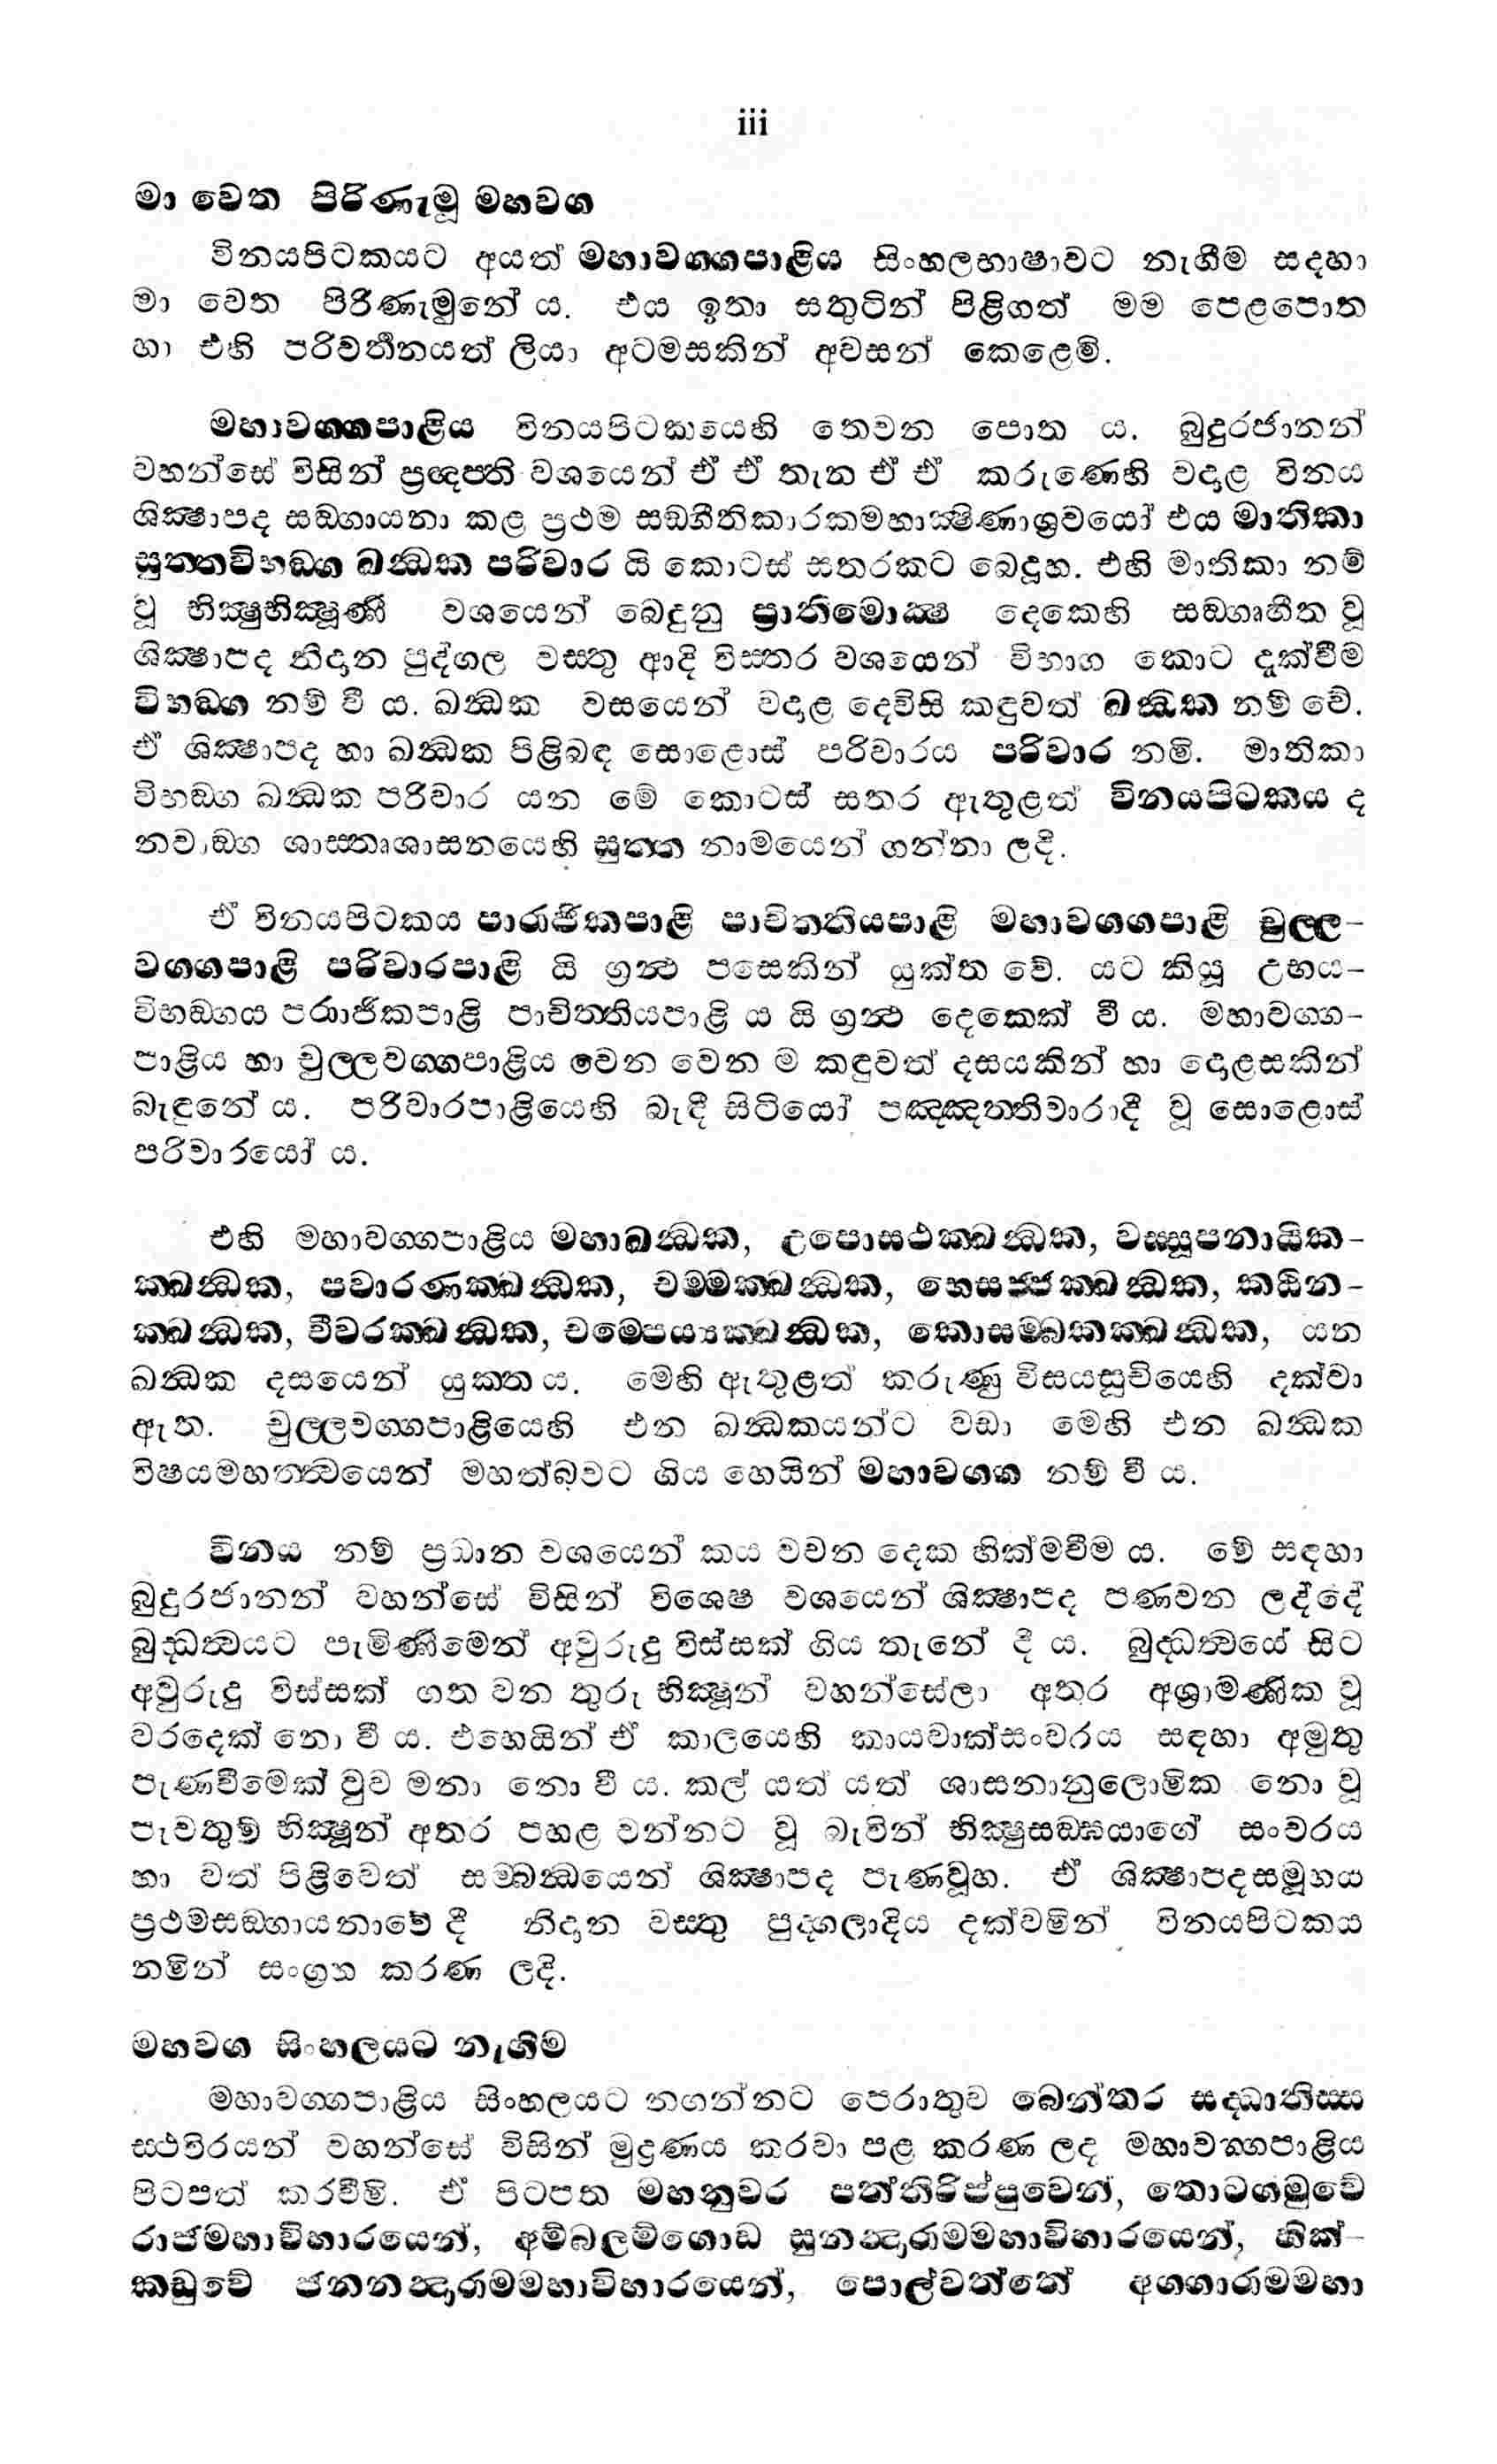 iii
මා වෙත පිරිණැමූ මහවග
විනයපිටකයට අයත් මහාවග්ගපාළිය සිංහලභාෂාවට නැගීම සදහා
මා වෙත පිරිණැමුනේ ය. එය ඉතා සතුටින් පිළිගත් මම පෙළපොත
හා එහි පරිවර්තනයත් ලියා අටමසකින් අවසන් කෙළෙමි.
මහාවග්ගපාළිය විනයපිටකයෙහි තෙවන පොත ය. බුදුරජානන්
වහන්සේ විසින් ප්‍රඥප්ති වශයෙන් ඒ ඒ තැන ඒ ඒ කරුණෙහි වදාළ විනය
ශික්‍ෂාපද සඞ්ගායනා කළ ප්‍රථම සඞ්ගීතිකාරකමහාක්‍ෂිණාශ්‍රවයෝ එය මාතිකා
සුත්තවිභඞ්ග ඛන්‍ධක පරිවාර යි කොටස් සතරකට බෙදූහ. එහි මාතිකා නම්
වූ භික්‍ෂුභික්‍ෂූණී වශයෙන් බෙදුනු ප්‍රාතිමොක්‍ෂ දෙකෙහි සඞ්ගෘහීත වූ
ශික්‍ෂාපද නිදාන පුද්ගල වස්තු ආදි විස්තර වශයෙන් විභාග කොට දැක්වීම
විභඞ්ග නම් වී ය. ඛන්‍ධක වසයෙන් වදාළ දෙවිසි කඳුවත් ඛන්‍ධක නම් වේ.
ඒ ශික්‍ෂාපද හා ඛන්‍ධක පිළිබඳ සොළොස් පරිවාරය පරිවාර නමි. මාතිකා
විභඞ්ග ඛන්‍ධක පරිවාර යන මේ කොටස් සතර ඇතුළත් විනයපිටකය ද
නවාඞ්ග ශාස්තෘශාසනයෙහි සුත්ත නාමයෙන් ගන්නා ලදි.
ඒ විනයපිටකය පාරාජිකපාළි පාචිත්තියපාළි මහාවග්ගපාළි චුල්ල-
වග්ගපාළි පරිවාරපාළි යි ග්‍රන්‍ථ පසෙකින් යුක්ත වේ. යට කියූ උභය-
විභඞ්ගය පරාජිකපාළි පාචිත්තියපාළි ය යි ග්‍රන්‍ථ දෙකෙක් වී ය. මහාවග්ග-
පාළිය හා චුල්ලවග්ගපාළිය වෙන වෙන ම කඳුවත් දසයකින් හා දොළසකින්
බැඳුනේ ය. පරිවාරපාළියෙහි බැඳී සිටියෝ පඤ්ඤත්තිවාරාදී වූ සොළොස්
පරිවාරයෝ ය.
එහි මහාවග්ගපාළිය මහාඛන්‍ධක, උපොසථක්ඛන්‍ධක, වස්සූපනායික-
ක්ඛන්‍ධක, පවාරණක්ඛන්‍ධක, චම්මක්ඛන්‍ධක, භෙසජ්ජක්ඛන්‍ධක, කඨින-
ක්ඛන්‍ධක, චීවරක්ඛන්‍ධක, චම්පෙය්‍යක්ඛන්‍ධක, කොසම්බකක්ඛන්‍ධක, යන
ඛන්‍ධක දසයෙන් යුක්ත ය. මෙහි ඇතුළත් කරුණු විසයසූචියෙහි දක්වා
ඇත. චුල්ලවග්ගපාළියෙහි එන ඛන්‍ධකයන්ට වඩා මෙහි එන ඛන්‍ධක
විෂයමහත්ත්‍වයෙන් මහත්බවට ගිය හෙයින් මහාවග්ග නම් වී ය.
විනය නම් ප්‍රධාන වශයෙන් කය වචන දෙක හික්මවීම ය. මේ සඳහා
බුදුරජානන් වහන්සේ විසින් විශෙෂ වශයෙන් ශික්‍ෂාපද පණවන ලද්දේ
බුද්ධත්‍වයට පැමිණීමෙන් අවුරුදු විස්සක් ගිය තැනේ දී ය. බුද්ධත්‍වයේ සිට
අවුරුදු විස්සක් ගත වන තුරු භික්‍ෂූන් වහන්සේලා අතර අශ්‍රාමණික වූ
වරදෙක් නො වී ය. එහෙයින් ඒ කාලයෙහි කායවාක්සංවරය සඳහා අමුතු
පැණවීමෙක් වුව මනා නො වී ය. කල් යත් යත් ශාසනානුලොමික නො වූ
පැවතුම් භික්‍ෂූන් අතර පහළ වන්නට වූ බැවින් භික්‍ෂුසඞ්ඝයාගේ සංවරය
හා වත් පිළිවෙත් සම්බන්‍ධයෙන් ශික්‍ෂාපද පැණවූහ. ඒ ශික්‍ෂාපදසමූහය
ප්‍රථමසඞ්ගායනාවේ දී නිදාන වස්තු පුද්ගලාදිය දක්වමින් විනයපිටකය
නමින් සංග්‍රහ කරණ ලදි.
මහවග සිංහලයට නැගීම
මහාවග්ගපාළිය සිංහලයට නගන්නට පෙරාතුව බෙන්තර සද්ධාතිස්ස
ස්ථවිරයන් වහන්සේ විසින් මුද්‍රණය කරවා පළ කරණ ලද මහාවග්ගපාළිය
පිටපත් කරවීමි. ඒ පිටපත මහනුවර පත්තිරිප්පුවෙන්, තොටගමුවේ
රාජමහාවිහාරයෙන්, අම්බලම්ගොඩ සුනන්‍දාරාමමහාවිහාරයෙන්, හික්-
කඩුවේ ජනනන්‍දාරාමමහාවිහාරයෙන්, පොල්වත්තේ අග්ගාරාමමහා